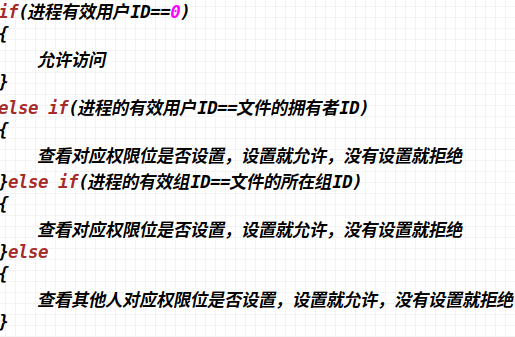 if(进程有效用户ID==0)
{
允许访问
}
else if(进程的有效用户ID==文件的拥有者ID)
{
查看对应权限位是否设置，设置就允许，没有设置就拒绝
}else if(进程的有效组ID==文件的所在组ID)
{
查看对应权限位是否设置，设置就允许，没有设置就拒绝
}else
{
查看其他人对应权限位是否设置，设置就允许，没有设置就拒绝
}